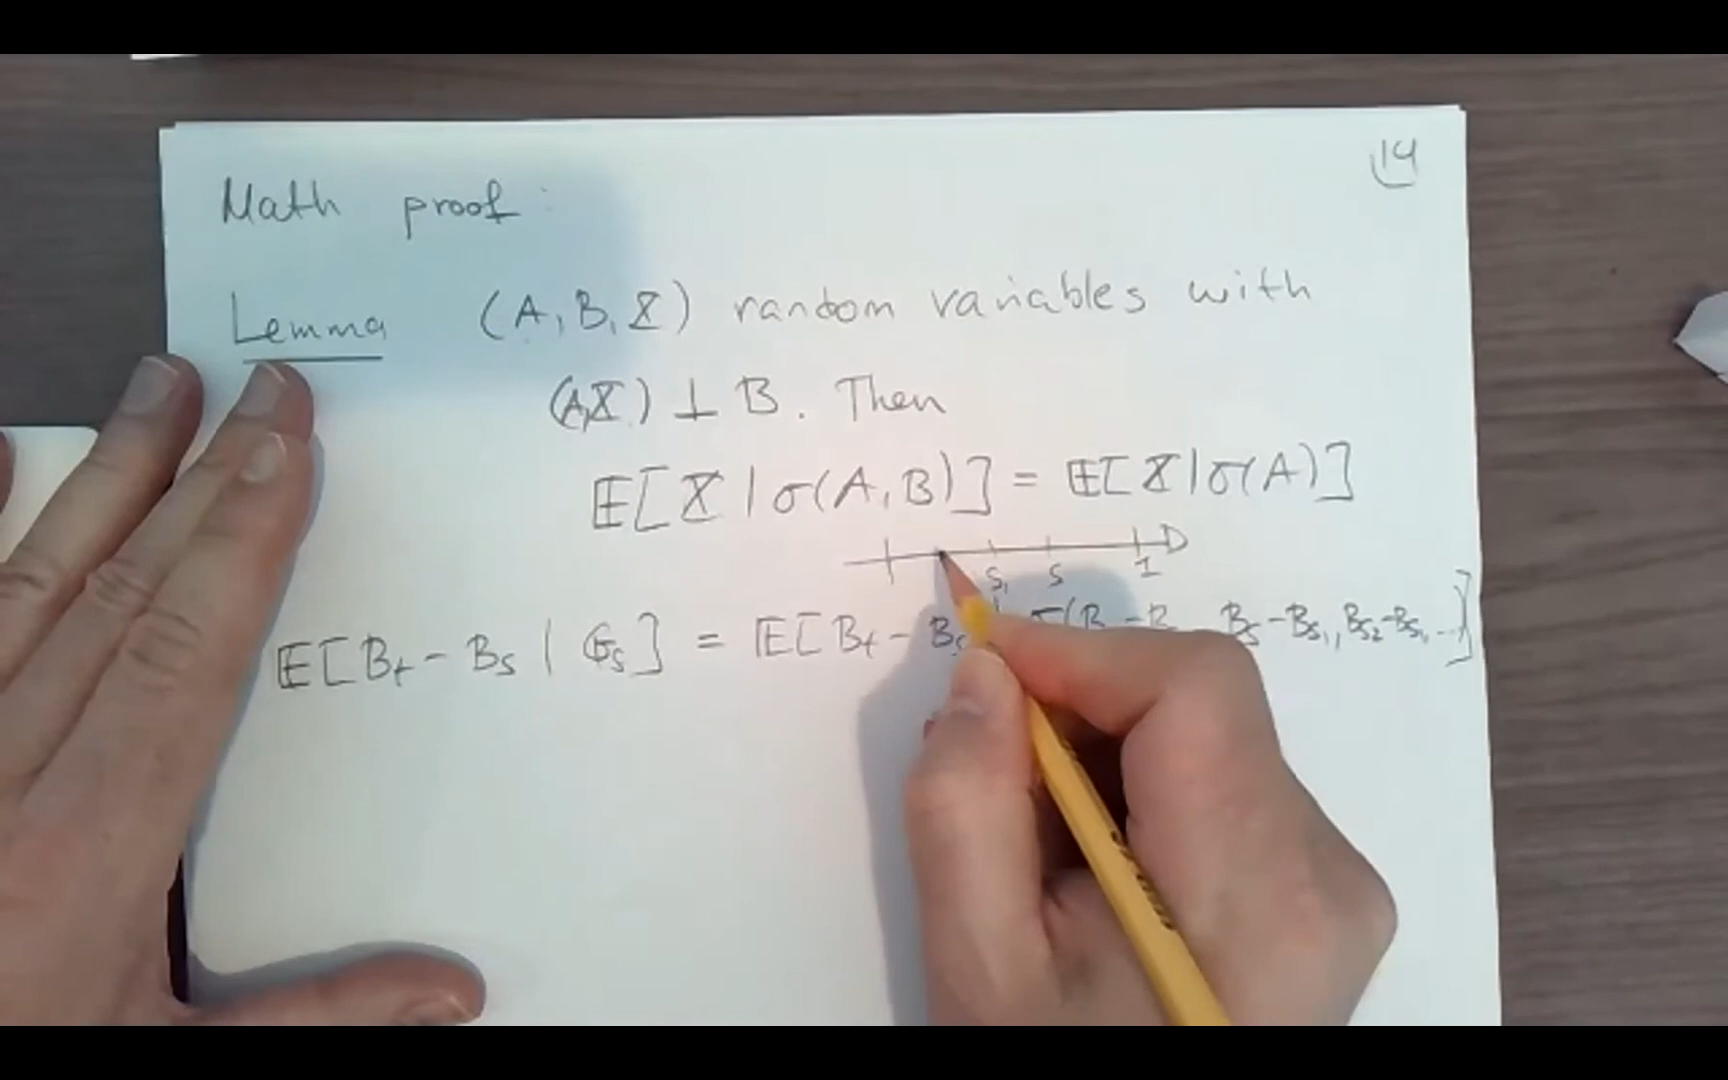 14
Math proof:
Lemma (A, B, X) random variables with
(A,X) ⊥ B. Then
E[X | σ(A, B)] = E[X | σ(A)]
S₁ S 1
E[B_t - B_s | G_s] = E[B_t - B_s σ(B - B B_s - B_{s₁}, B_{s₂} - B_{s₁}, ...)]